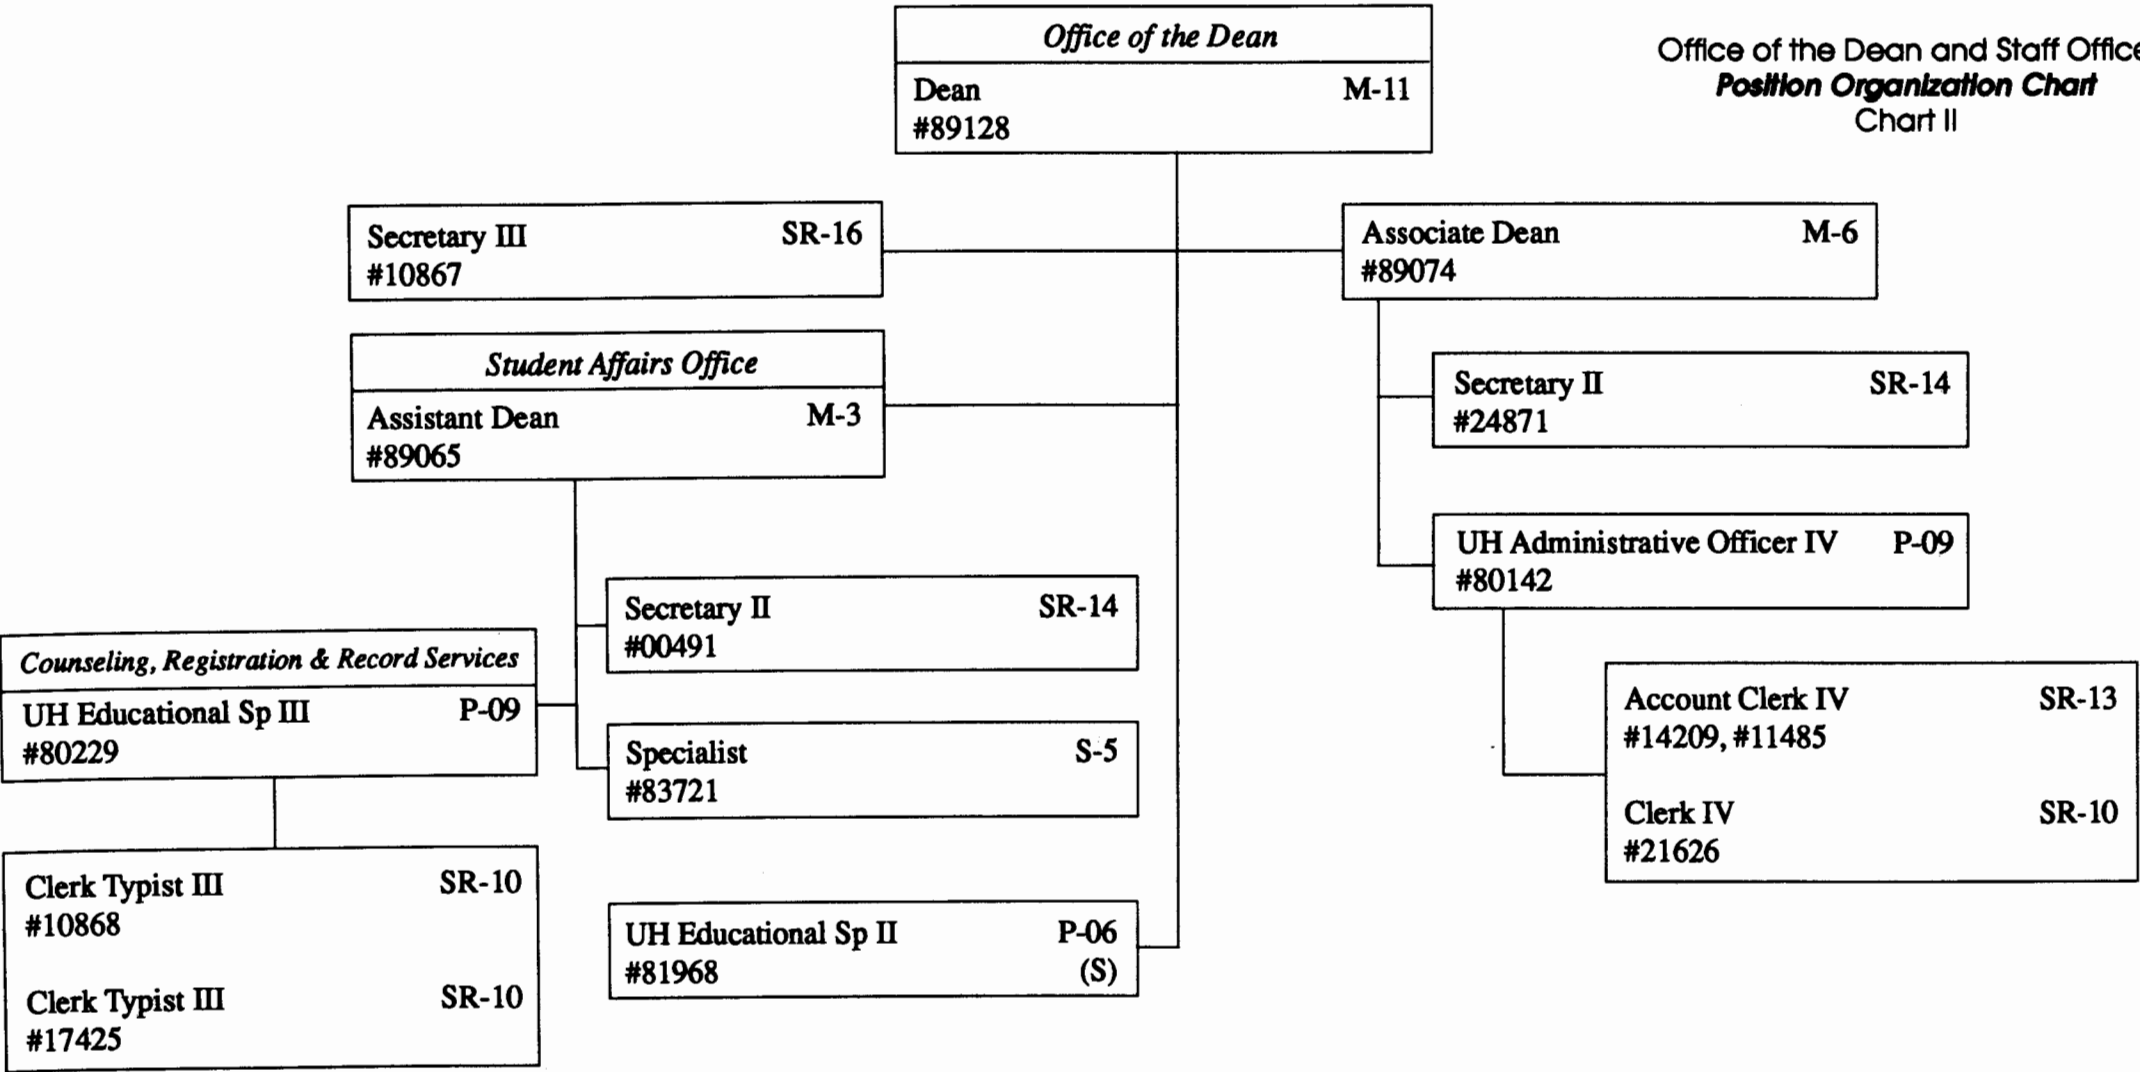 Office of the Dean and Staff Office
Position Organization Chart
Chart II
Office of the Dean
Dean M-11
#89128
Secretary III SR-16
#10867
Associate Dean M-6
#89074
Student Affairs Office
Assistant Dean M-3
#89065
Secretary II SR-14
#24871
UH Administrative Officer IV P-09
#80142
Secretary II SR-14
#00491
Counseling, Registration & Record Services
UH Educational Sp III P-09
#80229
Specialist S-5
#83721
Account Clerk IV SR-13
#14209, #11485
Clerk IV SR-10
#21626
Clerk Typist III SR-10
#10868
Clerk Typist III SR-10
#17425
UH Educational Sp II P-06
#81968 (S)